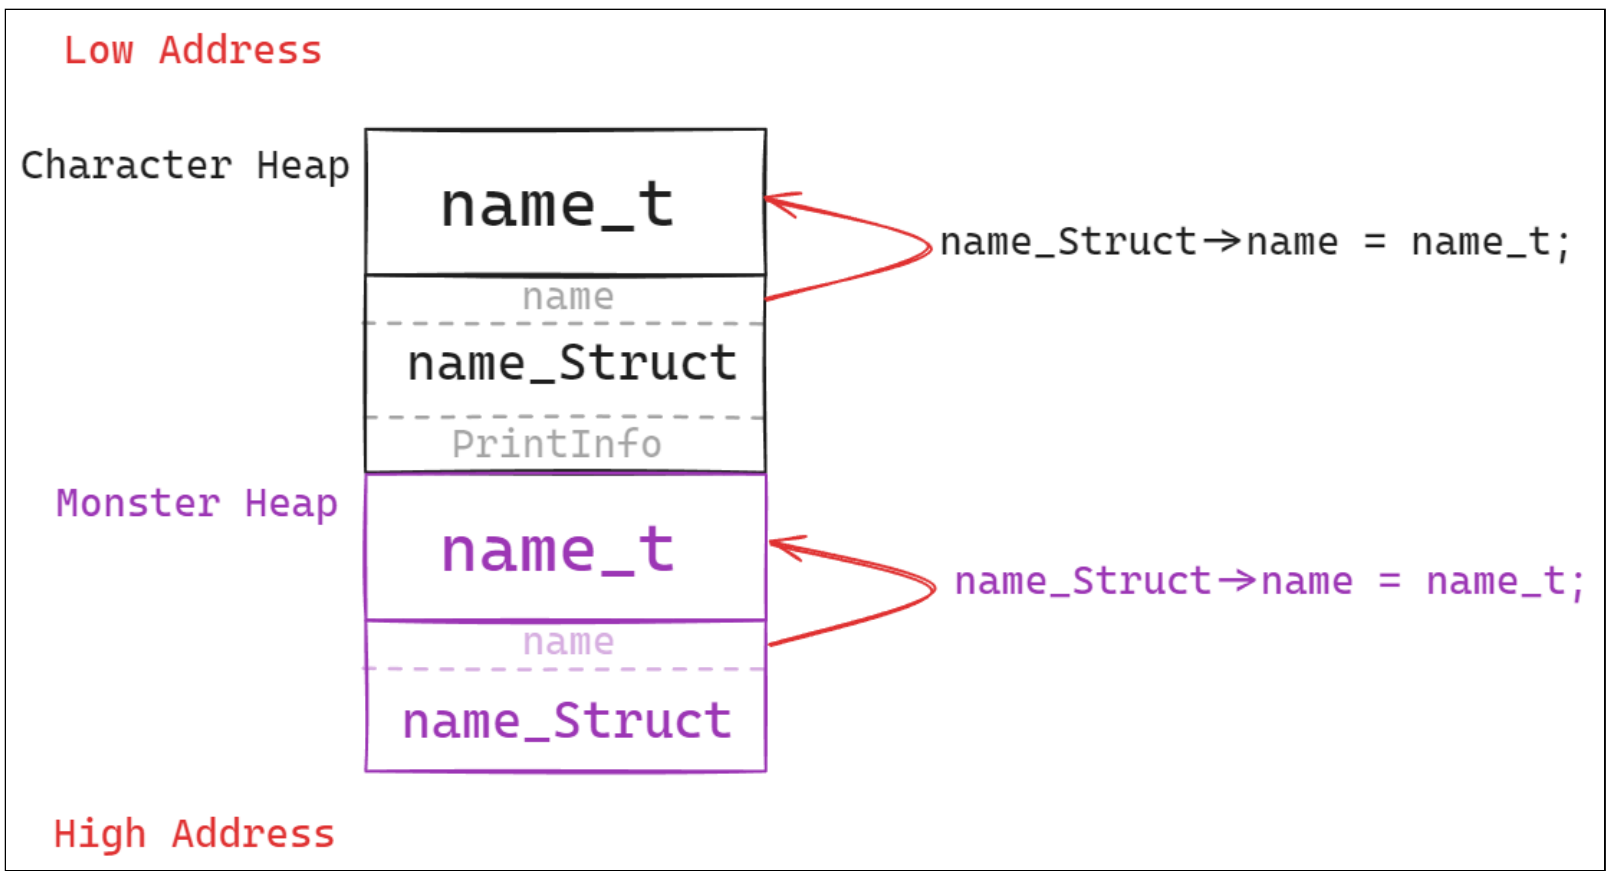 Low Address
Character Heap
name_t
name_Struct→name = name_t;
name
name_Struct
PrintInfo
Monster Heap
name_t
name_Struct→name = name_t;
name
name_Struct
High Address